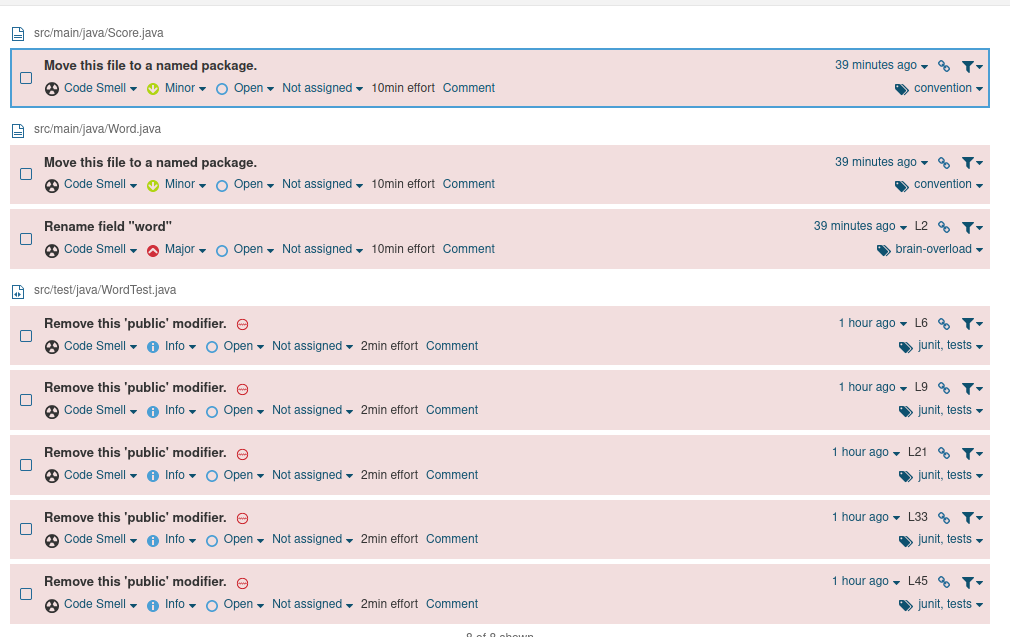 src/main/java/Score.java
Move this file to a named package. 39 minutes ago
Code Smell Minor Open Not assigned 10min effort Comment convention
src/main/java/Word.java
Move this file to a named package. 39 minutes ago
Code Smell Minor Open Not assigned 10min effort Comment convention
Rename field "word" 39 minutes ago L2
Code Smell Major Open Not assigned 10min effort Comment brain-overload
src/test/java/WordTest.java
Remove this 'public' modifier. 1 hour ago L6
Code Smell Info Open Not assigned 2min effort Comment junit, tests
Remove this 'public' modifier. 1 hour ago L9
Code Smell Info Open Not assigned 2min effort Comment junit, tests
Remove this 'public' modifier. 1 hour ago L21
Code Smell Info Open Not assigned 2min effort Comment junit, tests
Remove this 'public' modifier. 1 hour ago L33
Code Smell Info Open Not assigned 2min effort Comment junit, tests
Remove this 'public' modifier. 1 hour ago L45
Code Smell Info Open Not assigned 2min effort Comment junit, tests
8 of 8 shown